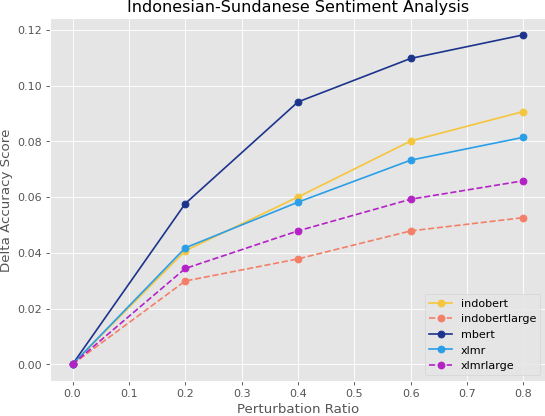 Indonesian-Sundanese Sentiment Analysis
Delta Accuracy Score
0.12
0.10
0.08
0.06
0.04
0.02
0.00
indobert
indobertlarge
mbert
xlmr
xlmrlarge
0.0 0.1 0.2 0.3 0.4 0.5 0.6 0.7 0.8
Perturbation Ratio